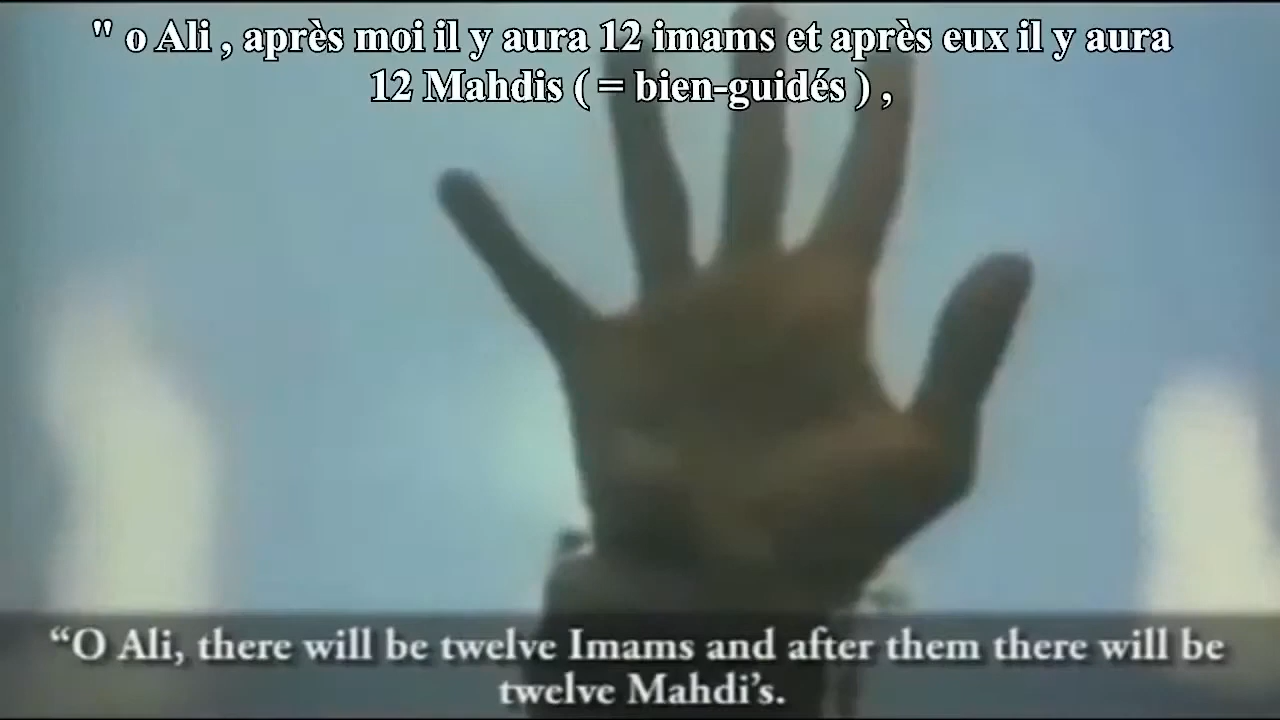 " o Ali , après moi il y aura 12 imams et après eux il y aura
12 Mahdis ( = bien-guidés ) ,
“O Ali, there will be twelve Imams and after them there will be
twelve Mahdi’s.